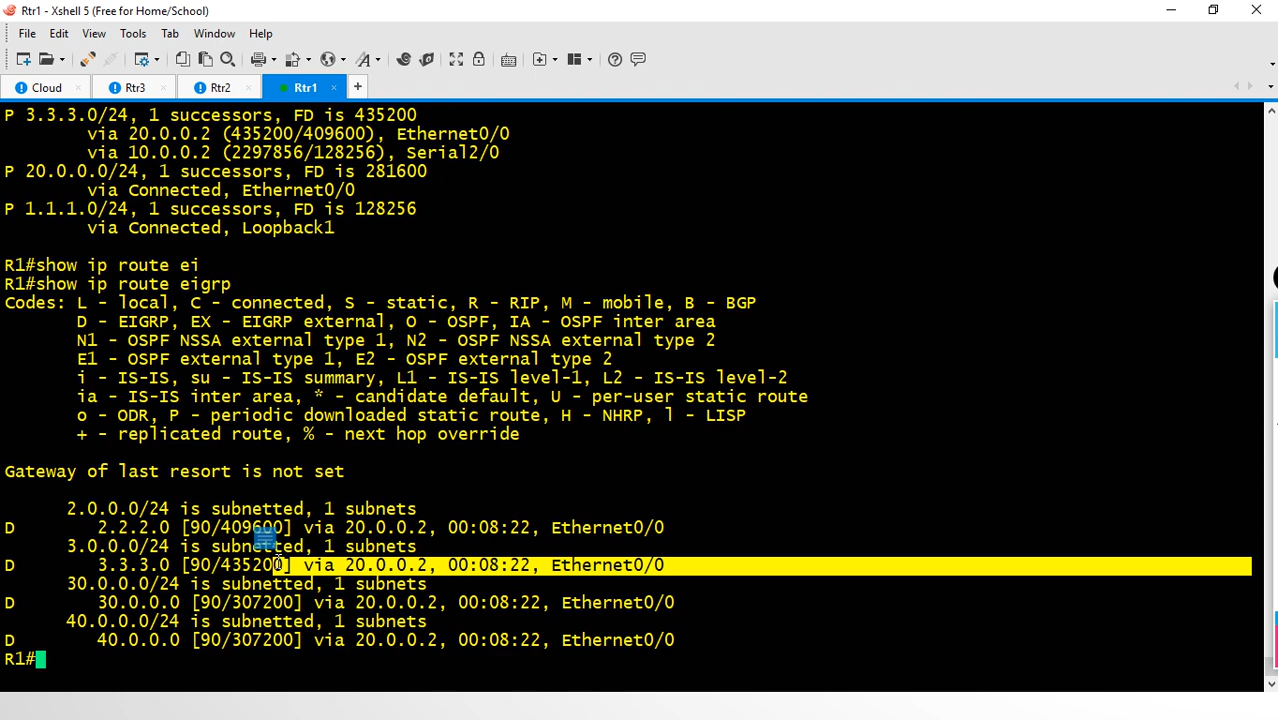 Rtr1 - Xshell 5 (Free for Home/School)
File Edit View Tools Tab Window Help
Cloud Rtr3 Rtr2 Rtr1
P 3.3.3.0/24, 1 successors, FD is 435200
via 20.0.0.2 (435200/409600), Ethernet0/0
via 10.0.0.2 (2297856/128256), Serial2/0
P 20.0.0.0/24, 1 successors, FD is 281600
via Connected, Ethernet0/0
P 1.1.1.0/24, 1 successors, FD is 128256
via Connected, Loopback1
R1#show ip route ei
R1#show ip route eigrp
Codes: L - local, C - connected, S - static, R - RIP, M - mobile, B - BGP
D - EIGRP, EX - EIGRP external, O - OSPF, IA - OSPF inter area
N1 - OSPF NSSA external type 1, N2 - OSPF NSSA external type 2
E1 - OSPF external type 1, E2 - OSPF external type 2
i - IS-IS, su - IS-IS summary, L1 - IS-IS level-1, L2 - IS-IS level-2
ia - IS-IS inter area, * - candidate default, U - per-user static route
o - ODR, P - periodic downloaded static route, H - NHRP, l - LISP
+ - replicated route, % - next hop override
Gateway of last resort is not set
2.0.0.0/24 is subnetted, 1 subnets
D 2.2.2.0 [90/409600] via 20.0.0.2, 00:08:22, Ethernet0/0
3.0.0.0/24 is subnetted, 1 subnets
D 3.3.3.0 [90/435200] via 20.0.0.2, 00:08:22, Ethernet0/0
30.0.0.0/24 is subnetted, 1 subnets
D 30.0.0.0 [90/307200] via 20.0.0.2, 00:08:22, Ethernet0/0
40.0.0.0/24 is subnetted, 1 subnets
D 40.0.0.0 [90/307200] via 20.0.0.2, 00:08:22, Ethernet0/0
R1#